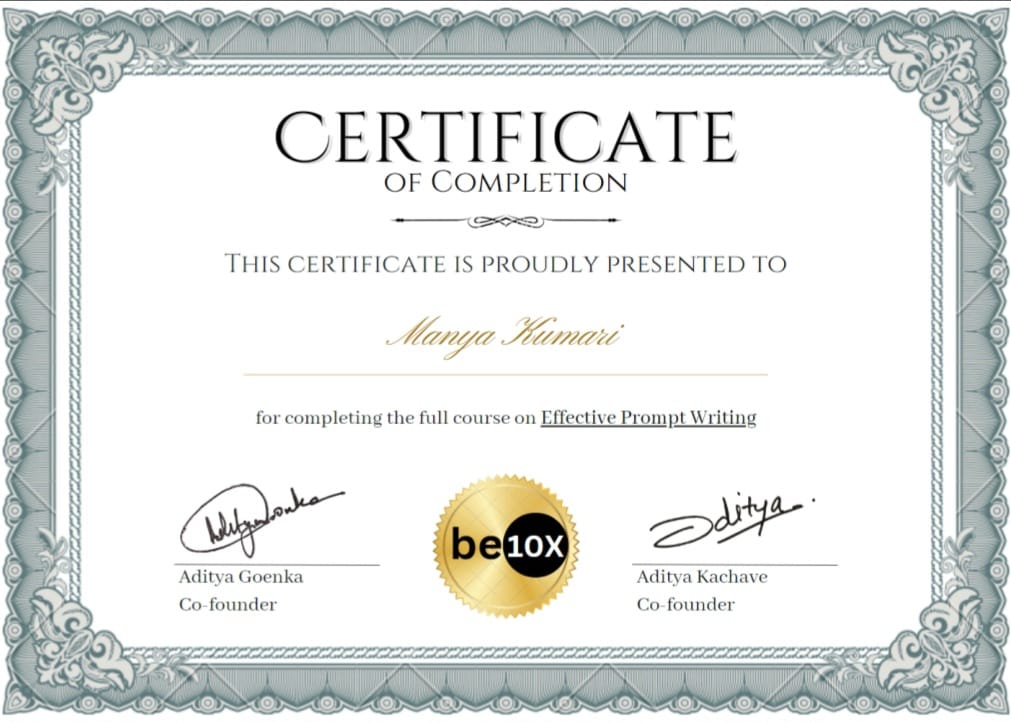 CERTIFICATE
OF COMPLETION
THIS CERTIFICATE IS PROUDLY PRESENTED TO
Manya Kumari
for completing the full course on Effective Prompt Writing
Aditya
be10X
Aditya Goenka
Co-founder
Aditya Kachave
Co-founder